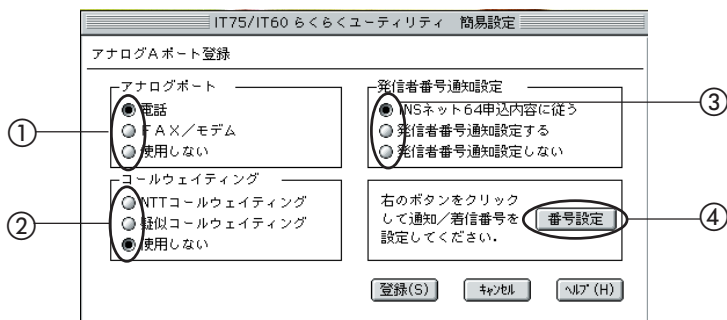 IT75/IT60 らくらくユーティリティ 簡易設定
アナログAポート登録
アナログポート
電話
FAX/モデム
使用しない
①
コールウェイティング
NTTコールウェイティング
疑似コールウェイティング
使用しない
②
発信者番号通知設定
INSネット64申込内容に従う
発信者番号通知設定する
発信者番号通知設定しない
③
右のボタンをクリック
して通知/着信番号を
設定してください.
番号設定
④
登録(S)
キャンセル
ヘルプ(H)